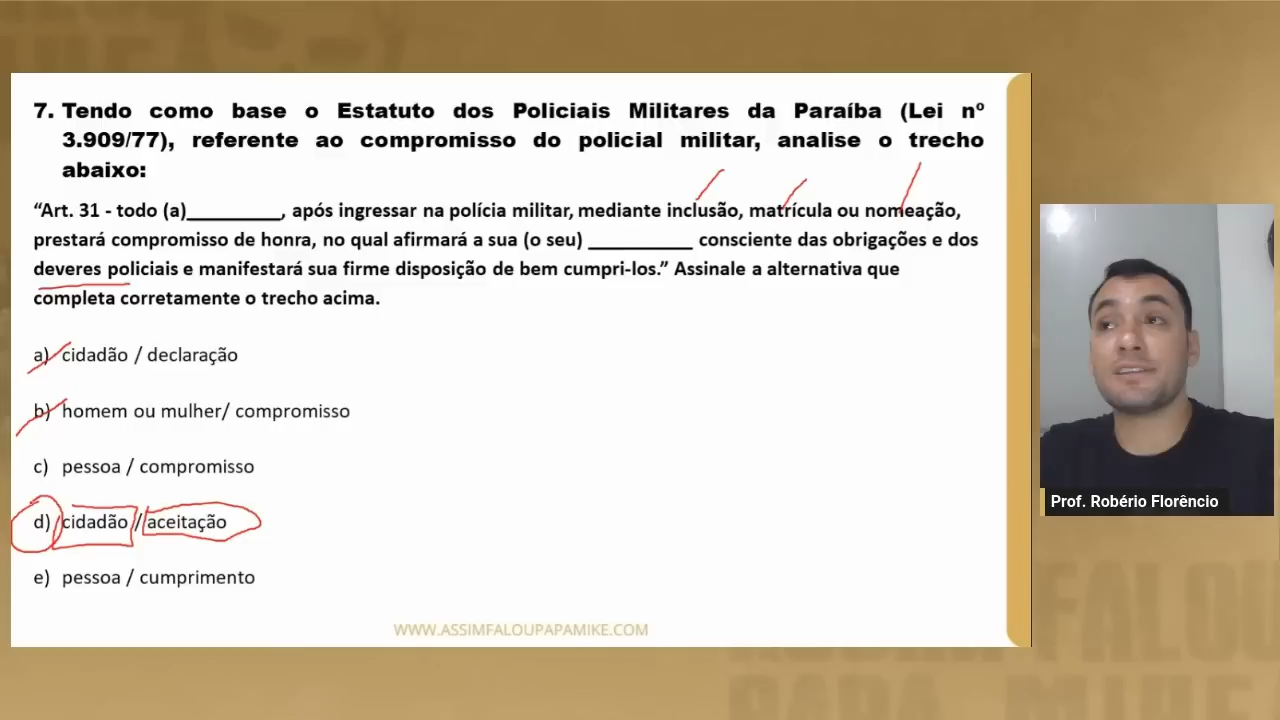 7. Tendo como base o Estatuto dos Policiais Militares da Paraíba (Lei nº
3.909/77), referente ao compromisso do policial militar, analise o trecho
abaixo:
“Art. 31 - todo (a)__________, após ingressar na polícia militar, mediante inclusão, matrícula ou nomeação,
prestará compromisso de honra, no qual afirmará a sua (o seu) ___________ consciente das obrigações e dos
deveres policiais e manifestará sua firme disposição de bem cumpri-los.” Assinale a alternativa que
completa corretamente o trecho acima.
a) cidadão / declaração
b) homem ou mulher/ compromisso
c) pessoa / compromisso
d) cidadão / aceitação
e) pessoa / cumprimento
WWW.ASSIMFALOUPAPAMIKE.COM
Prof. Robério Florêncio